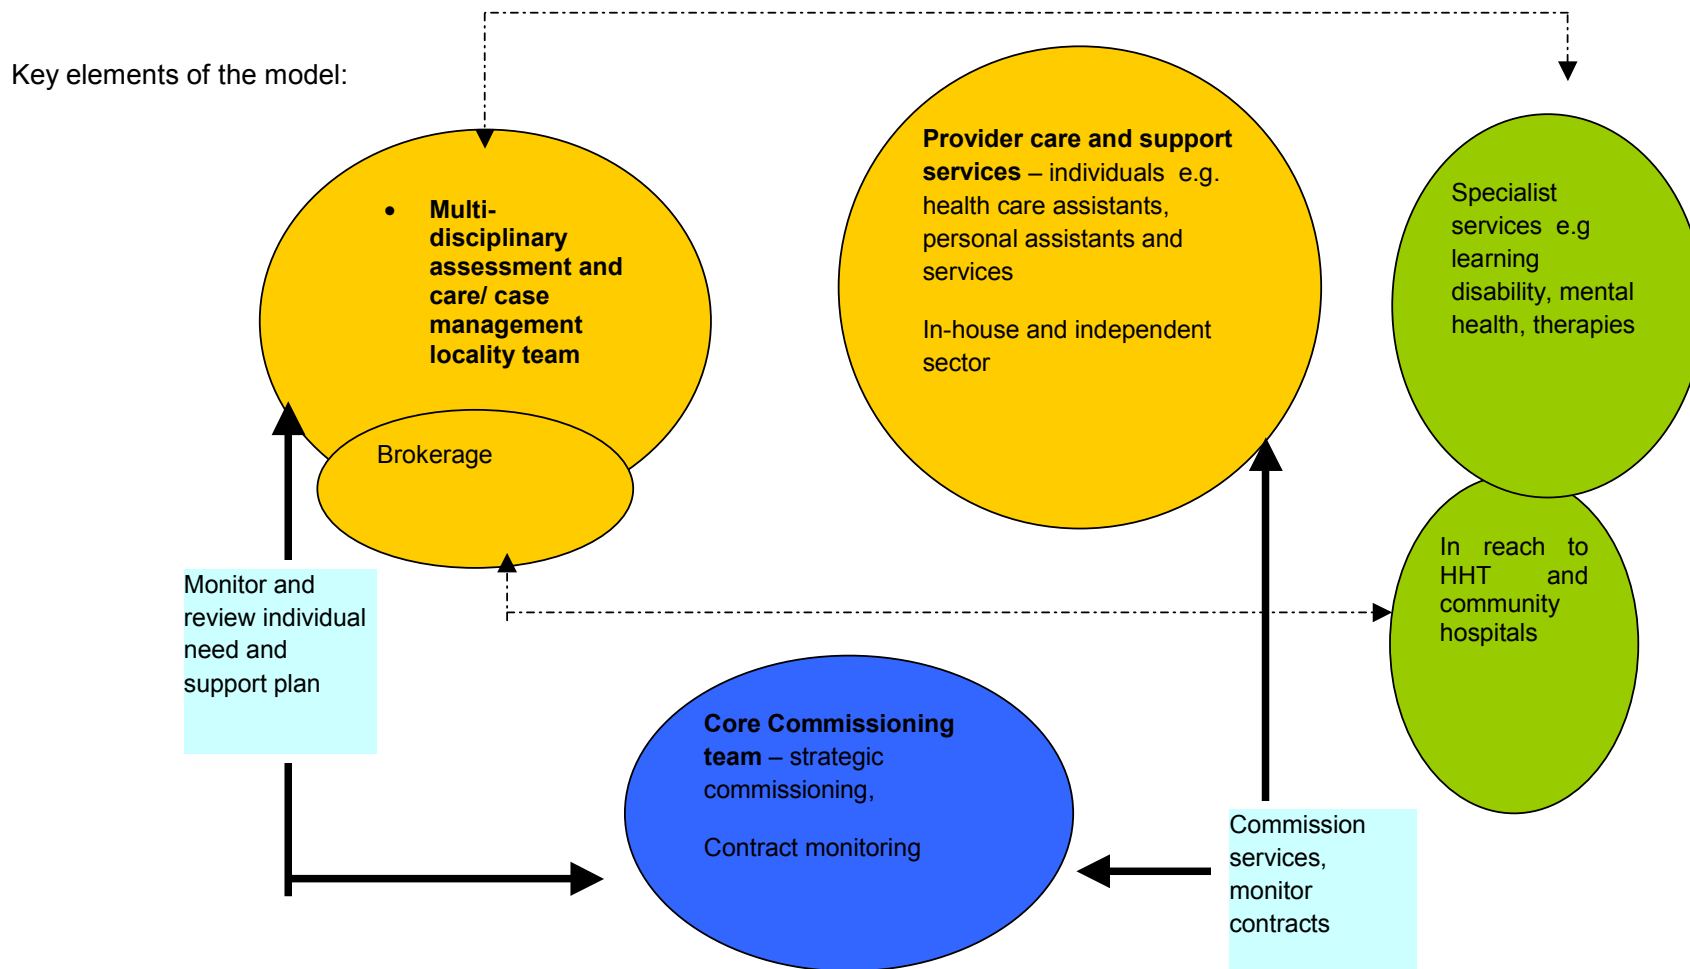 Key elements of the model:
• Multi-
disciplinary
assessment and
care/ case
management
locality team
Brokerage
Provider care and support
services – individuals  e.g.
health care assistants,
personal assistants and
services
In-house and independent
sector
Specialist
services  e.g
learning
disability, mental
health, therapies
In reach to
HHT and
community
hospitals
Monitor and
review individual
need and
support plan
Core Commissioning
team – strategic
commissioning,
Contract monitoring
Commission
services,
monitor
contracts